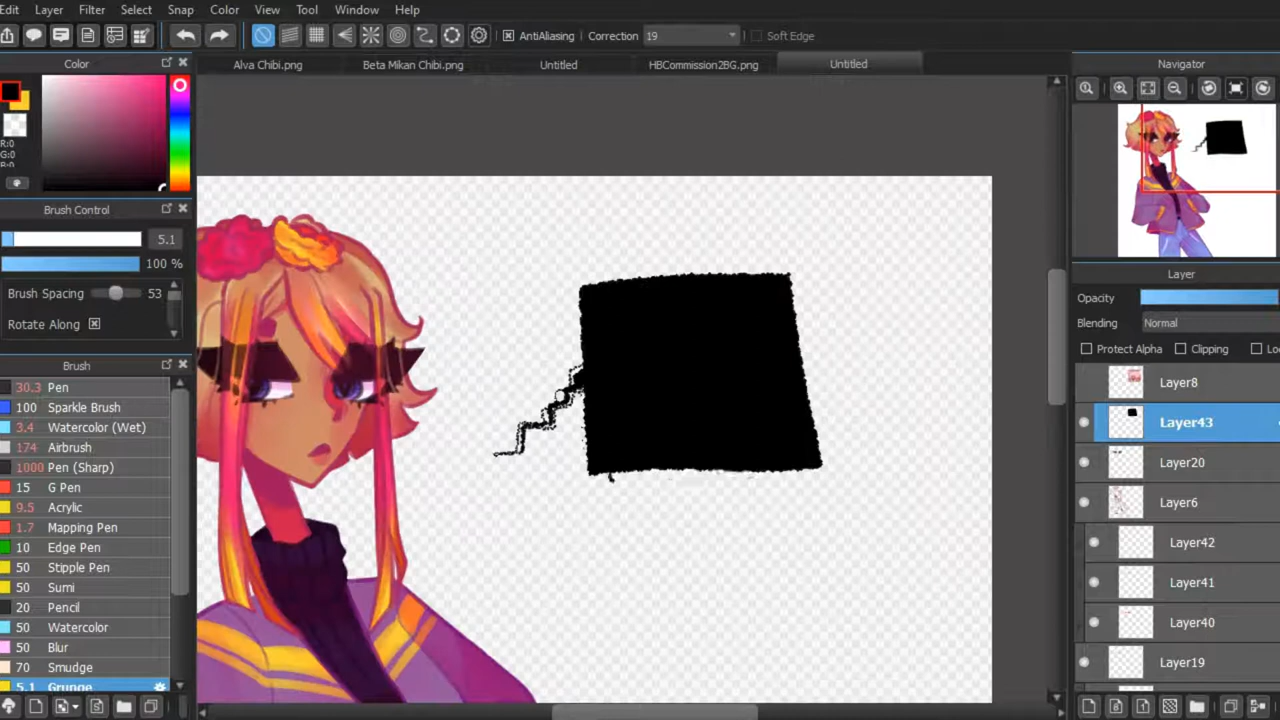 Edit Layer Filter Select Snap Color View Tool Window Help
AntiAliasing Correction 19 Soft Edge
Color
Alva Chibi.png Beta Mikan Chibi.png Untitled HBCommission2BG.png Untitled
Navigator
R:0
G:0
B:0
Brush Control
5.1
100 %
Brush Spacing 53
Rotate Along
Brush
30.3 Pen
100 Sparkle Brush
3.4 Watercolor (Wet)
174 Airbrush
1000 Pen (Sharp)
15 G Pen
9.5 Acrylic
1.7 Mapping Pen
10 Edge Pen
50 Stipple Pen
50 Sumi
20 Pencil
50 Watercolor
50 Blur
70 Smudge
5.1 Grunge
Layer
Opacity
Blending Normal
Protect Alpha Clipping Loc
Layer8
Layer43
Layer20
Layer6
Layer42
Layer41
Layer40
Layer19